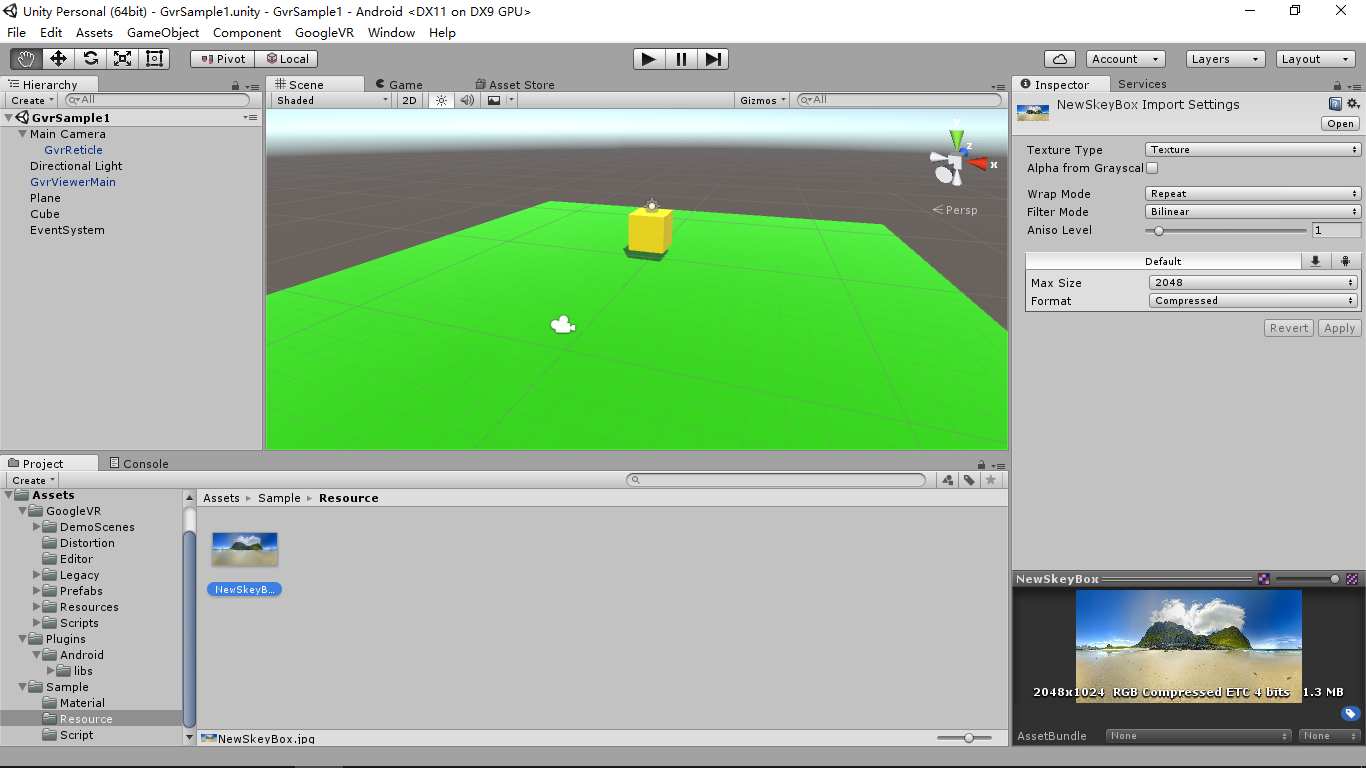 Unity Personal (64bit) - GvrSample1.unity - GvrSample1 - Android <DX11 on DX9 GPU>
File Edit Assets GameObject Component GoogleVR Window Help
Pivot Local Account Layers Layout
Hierarchy
Create All
GvrSample1
Main Camera
GvrReticle
Directional Light
GvrViewerMain
Plane
Cube
EventSystem
Scene Game Asset Store
Shaded 2D Gizmos All
y
z
x
Persp
Inspector Services
NewSkeyBox Import Settings
Open
Texture Type Texture
Alpha from Grayscal
Wrap Mode Repeat
Filter Mode Bilinear
Aniso Level 1
Default
Max Size 2048
Format Compressed
Revert Apply
Project Console
Create
Assets
GoogleVR
DemoScenes
Distortion
Editor
Legacy
Prefabs
Resources
Scripts
Plugins
Android
libs
Sample
Material
Resource
Script
Assets Sample Resource
NewSkeyB...
NewSkeyBox.jpg
NewSkeyBox
2048x1024 RGB Compressed ETC 4 bits 1.3 MB
AssetBundle None None